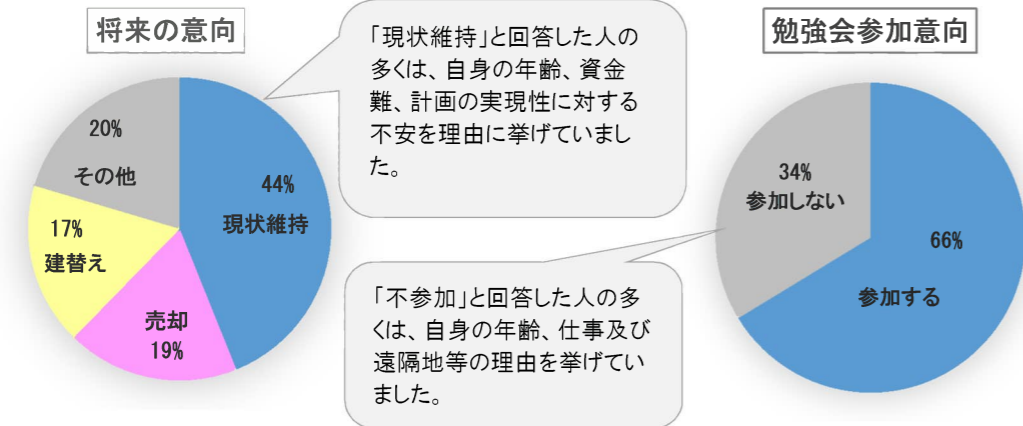 将来の意向
44%
現状維持
売却
19%
17%
建替え
20%
その他
「現状維持」と回答した人の
多くは、自身の年齢、資金
難、計画の実現性に対する
不安を理由に挙げていまし
た。
「不参加」と回答した人の多
くは、自身の年齢、仕事及び
遠隔地等の理由を挙げてい
ました。
勉強会参加意向
34%
参加しない
66%
参加する